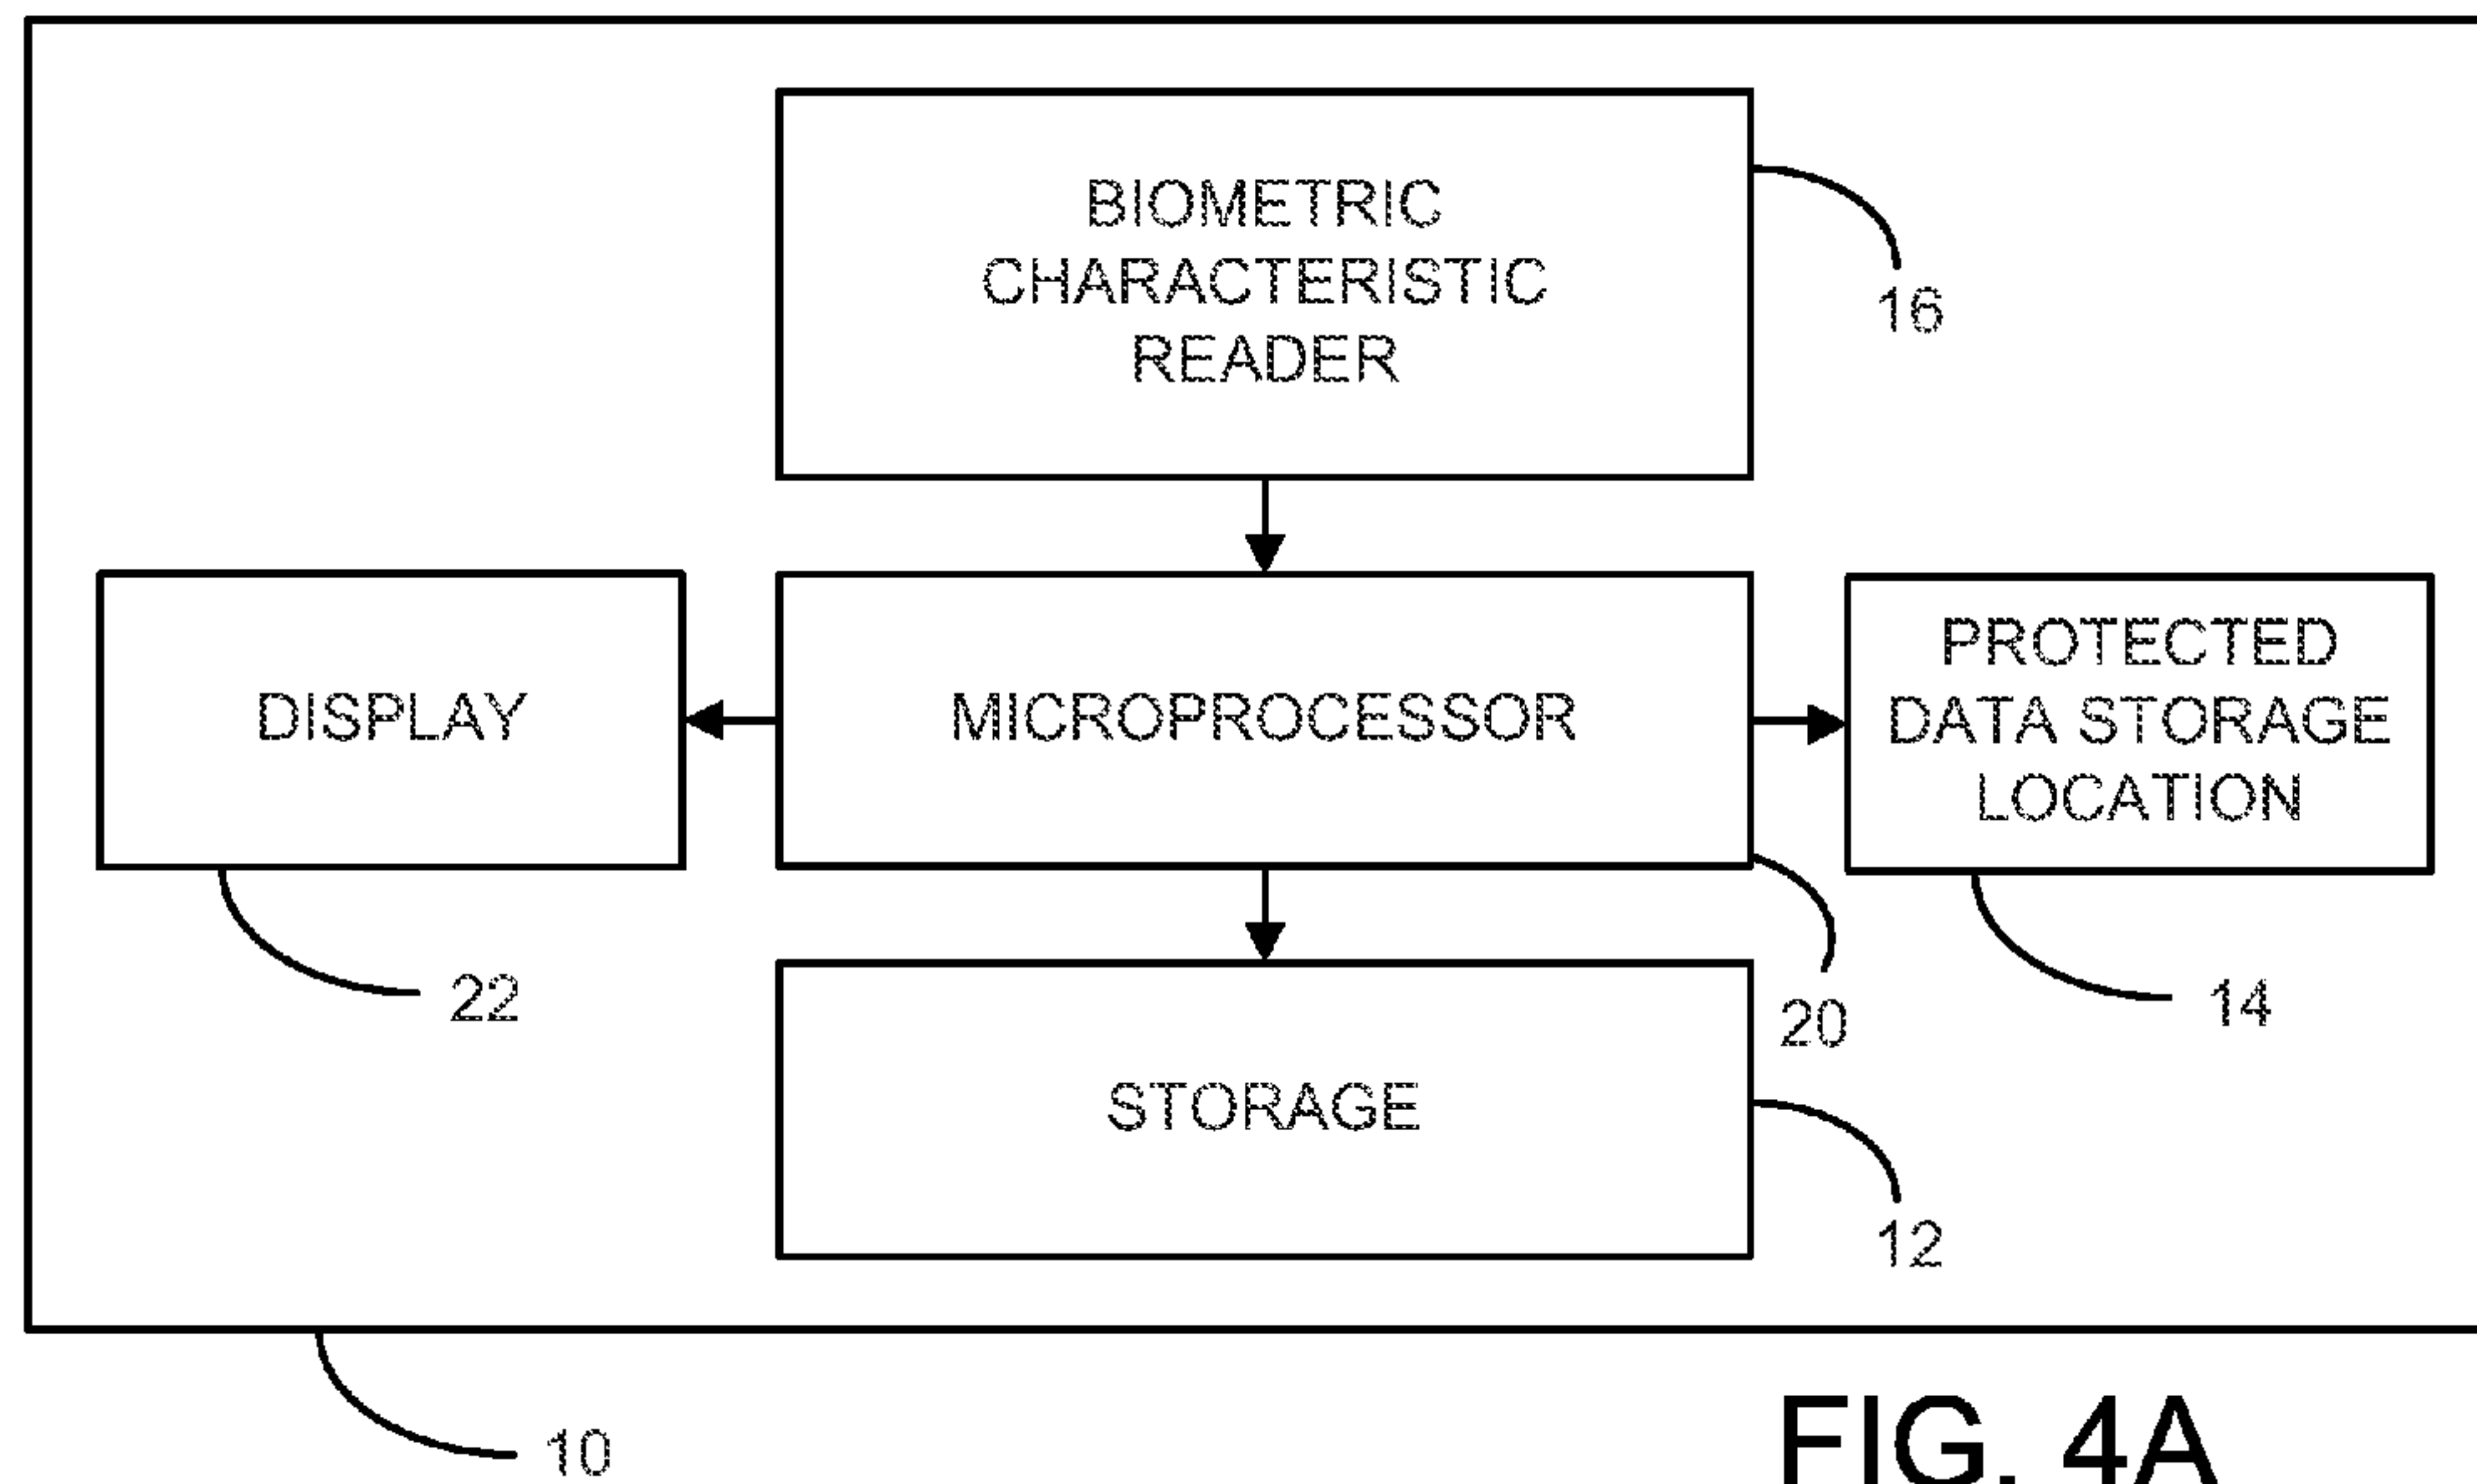 BIOMETRIC
CHARACTERISTIC
READER
16
DISPLAY
MICROPROCESSOR
PROTECTED
DATA STORAGE
LOCATION
22
20
14
STORAGE
12
10
FIG. 4A